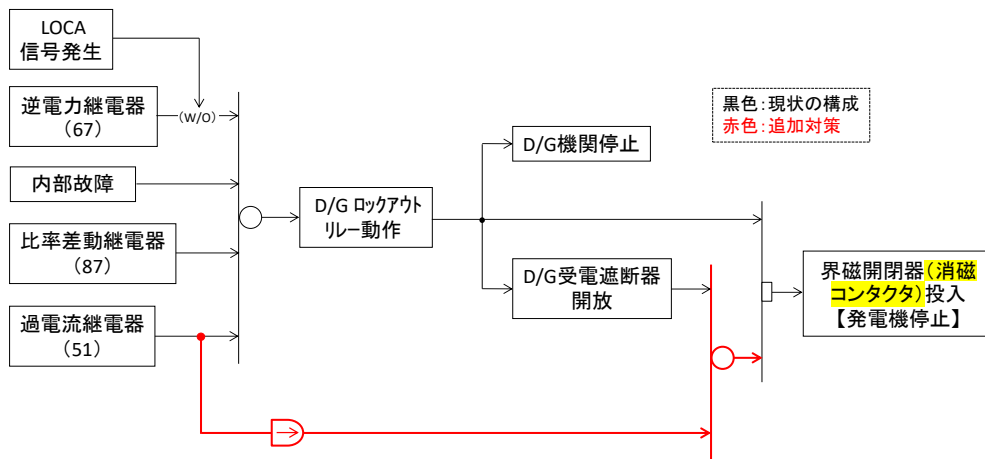 LOCA
信号発生
逆電力継電器
(67)
(W/O)
内部故障
比率差動継電器
(87)
過電流継電器
(51)
D/G ロックアウト
リレー動作
D/G機関停止
D/G受電遮断器
開放
黒色:現状の構成
赤色:追加対策
界磁開閉器(消磁
コンタクタ)投入
【発電機停止】